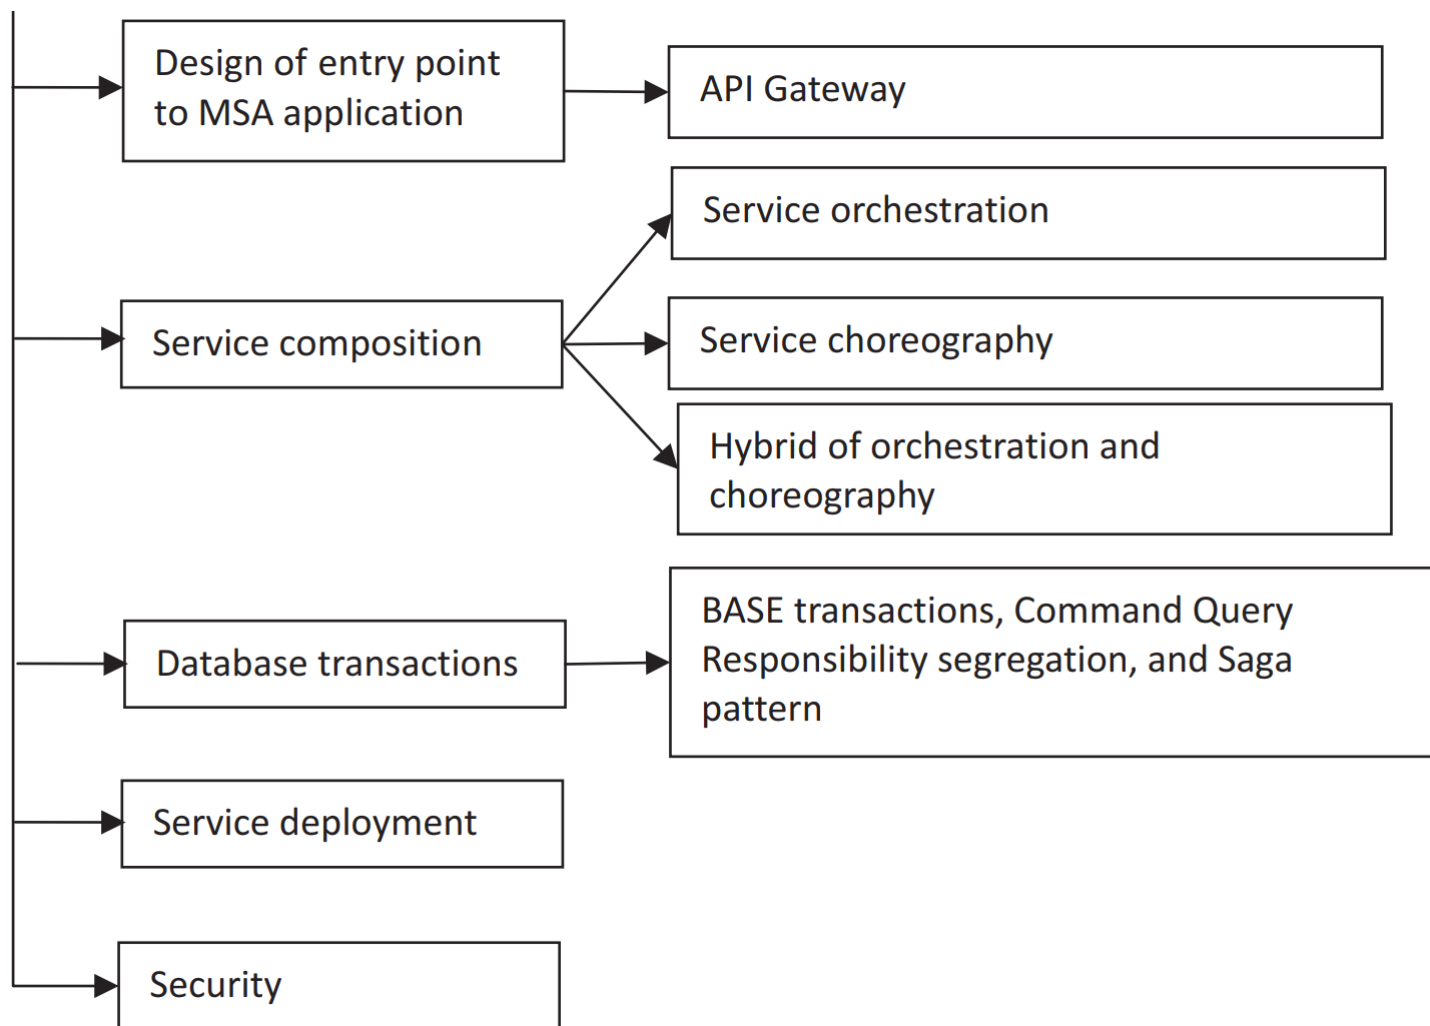 Design of entry point
to MSA application
API Gateway
Service orchestration
Service composition
Service choreography
Hybrid of orchestration and
choreography
BASE transactions, Command Query
Responsibility segregation, and Saga
pattern
Database transactions
Service deployment
Security